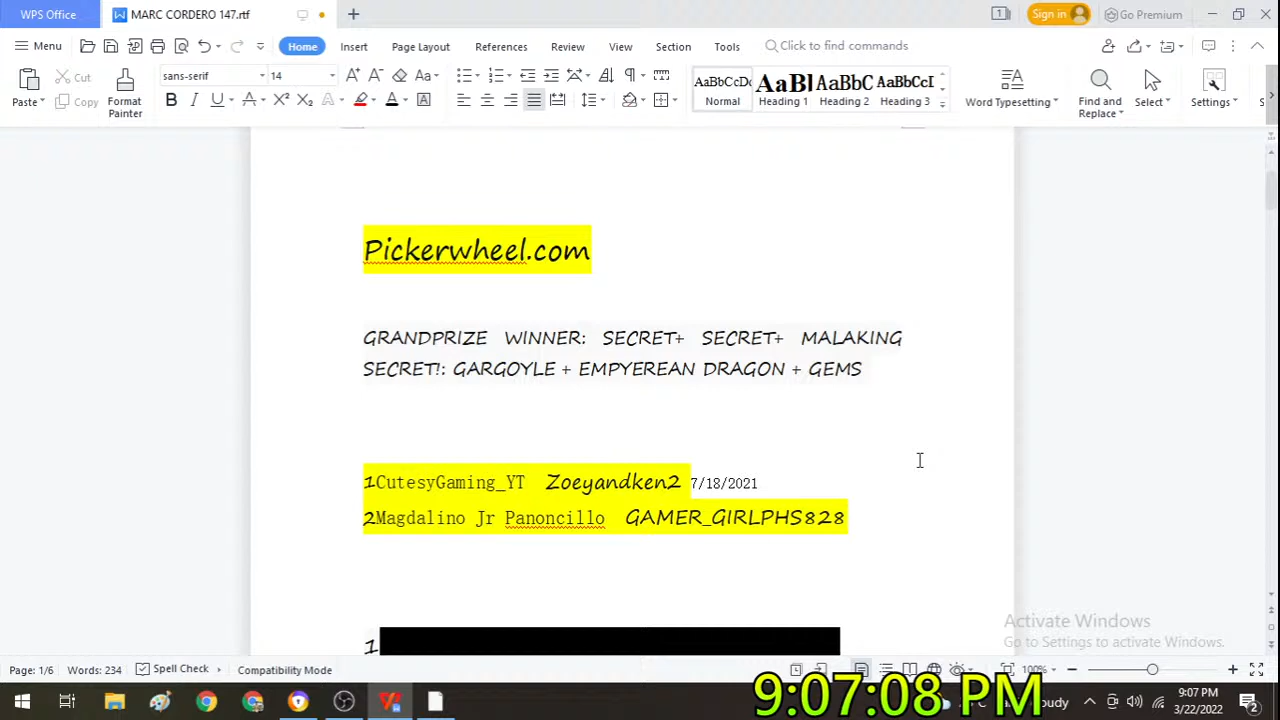 WPS Office
MARC CORDERO 147.rtf
1
Sign in
Go Premium
Menu
Home
Insert
Page Layout
References
Review
View
Section
Tools
Click to find commands
Paste
Cut
Copy
Format
Painter
sans-serif
14
AaBbCcDd
AaBl
AaBbC
AaBbCcI
Normal
Heading 1
Heading 2
Heading 3
Word Typesetting
Find and
Replace
Select
Settings
Pickerwheel.com
GRANDPRIZE WINNER: SECRET+ SECRET+ MALAKING
SECRET!: GARGOYLE + EMPYEREAN DRAGON + GEMS
1CutesyGaming_YT Zoeyandken2 7/18/2021
2Magdalino Jr Panoncillo GAMER_GIRLPHS828
1
Activate Windows
Go to Settings to activate Windows.
Page: 1/6
Words: 234
Spell Check
Compatibility Mode
100%
9:07:08 PM
9:07 PM
3/22/2022
2